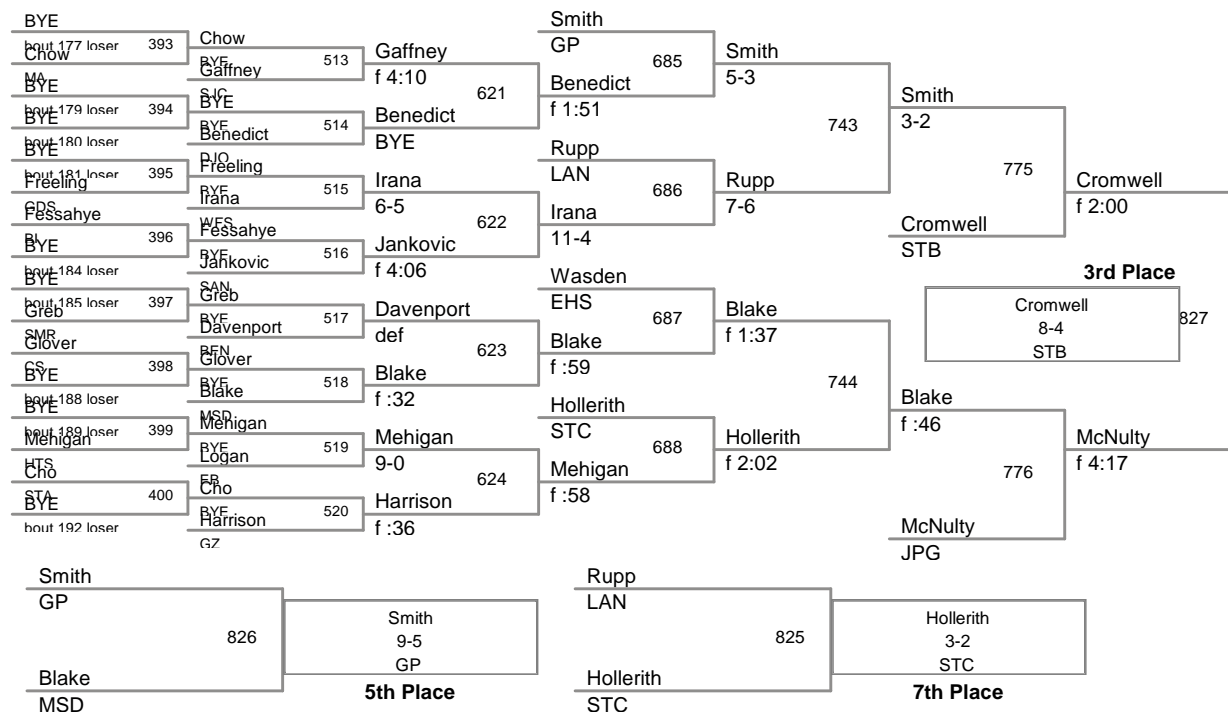 BYE
bout 177 loser
393
Chow
MA
BYE
bout 179 loser
394
BYE
bout 180 loser
BYE
bout 181 loser
395
Freeling
GDS
Fessahye
BL
396
BYE
bout 184 loser
BYE
bout 185 loser
397
Greb
SMR
Glover
CS
398
BYE
bout 188 loser
BYE
bout 189 loser
399
Mehigan
HTS
Cho
STA
400
BYE
bout 192 loser
Chow
BYE
513
Gaffney
SJC
BYE
BYE
514
Benedict
DJO
Freeling
BYE
515
Irana
WFS
Fessahye
BYE
516
Jankovic
SAN
Greb
BYE
517
Davenport
BEN
Glover
BYE
518
Blake
MSD
Mehigan
BYE
519
Logan
EB
Cho
BYE
520
Harrison
GZ
Gaffney
f 4:10
621
Benedict
BYE
Irana
6-5
622
Jankovic
f 4:06
Davenport
def
623
Blake
f :32
Mehigan
9-0
624
Harrison
f :36
Smith
GP
685
Benedict
f 1:51
Rupp
LAN
686
Irana
11-4
Wasden
EHS
687
Blake
f :59
Hollerith
STC
688
Mehigan
f :58
Smith
5-3
743
Rupp
7-6
Blake
f 1:37
744
Hollerith
f 2:02
Smith
3-2
775
Cromwell
STB
Blake
f :46
776
McNulty
JPG
Cromwell
f 2:00
3rd Place
Cromwell
8-4
STB
827
McNulty
f 4:17
Smith
GP
826
Blake
MSD
Smith
9-5
GP
5th Place
Rupp
LAN
825
Hollerith
STC
Hollerith
3-2
STC
7th Place